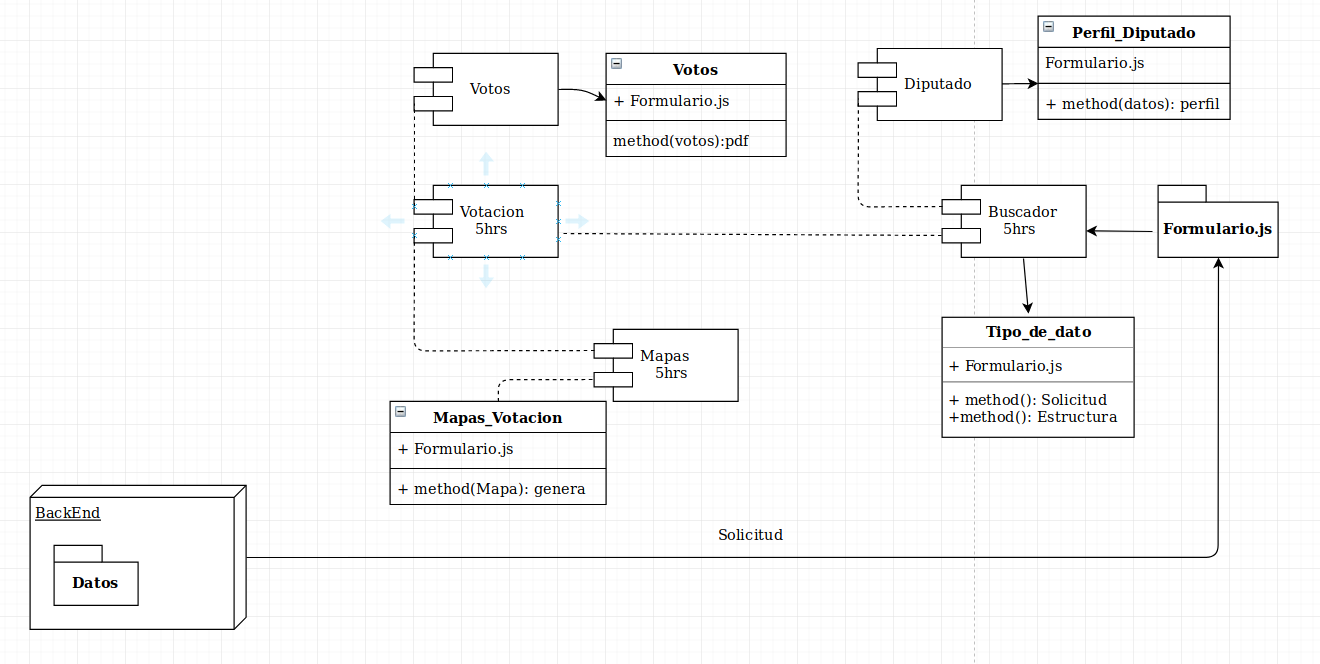 Votos
Votos
+ Formulario.js
method(votos):pdf
Diputado
Perfil_Diputado
Formulario.js
+ method(datos): perfil
Votacion
5hrs
Buscador
5hrs
Formulario.js
Tipo_de_dato
+ Formulario.js
+ method(): Solicitud
+method(): Estructura
Mapas
5hrs
Mapas_Votacion
+ Formulario.js
+ method(Mapa): genera
BackEnd
Datos
Solicitud